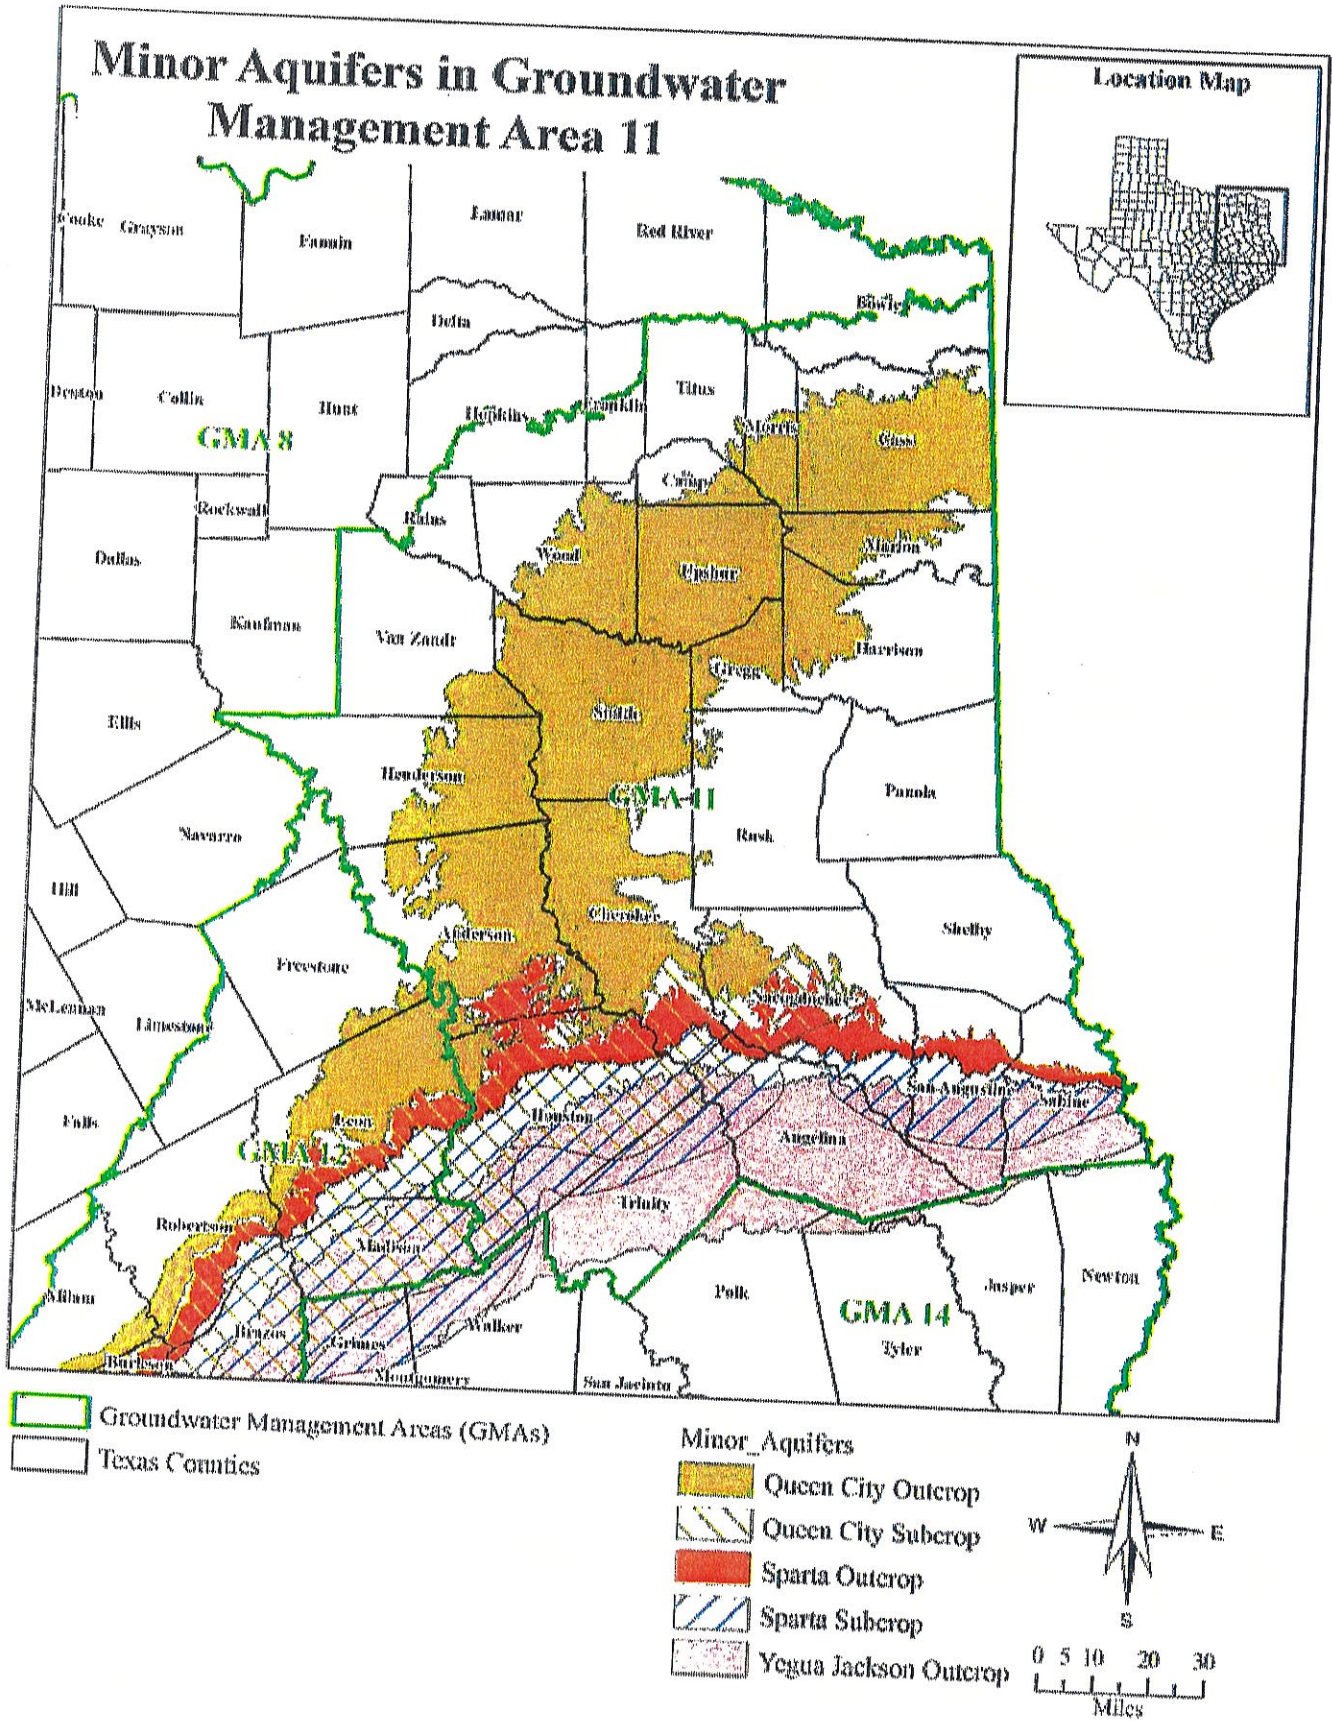 Minor Aquifers in Groundwater
Management Area 11
Location Map
Cooke
Grayson
Fannin
Lamar
Red River
Bowie
Delta
Denton
Collin
Hunt
Hopkins
Franklin
Titus
Morris
Cass
GMA 8
Camp
Rockwall
Rains
Dallas
Wood
Upshur
Marion
Kaufman
Van Zandt
Harrison
Gregg
Ellis
Smith
Henderson
GMA 11
Panola
Navarro
Rusk
Hill
Cherokee
Anderson
Shelby
Freestone
McLennan
Limestone
Nacogdoches
San Augustine
Sabine
Falls
Leon
Houston
Angelina
GMA 12
Trinity
Robertson
Madison
Milam
Polk
Jasper
Newton
GMA 14
Brazos
Grimes
Walker
Tyler
Burleson
Montgomery
San Jacinto
Groundwater Management Areas (GMAs)
Texas Counties
Minor_Aquifers
Queen City Outcrop
Queen City Subcrop
Sparta Outcrop
Sparta Subcrop
Yegua Jackson Outcrop
N
W
E
S
0 5 10 20 30
Miles